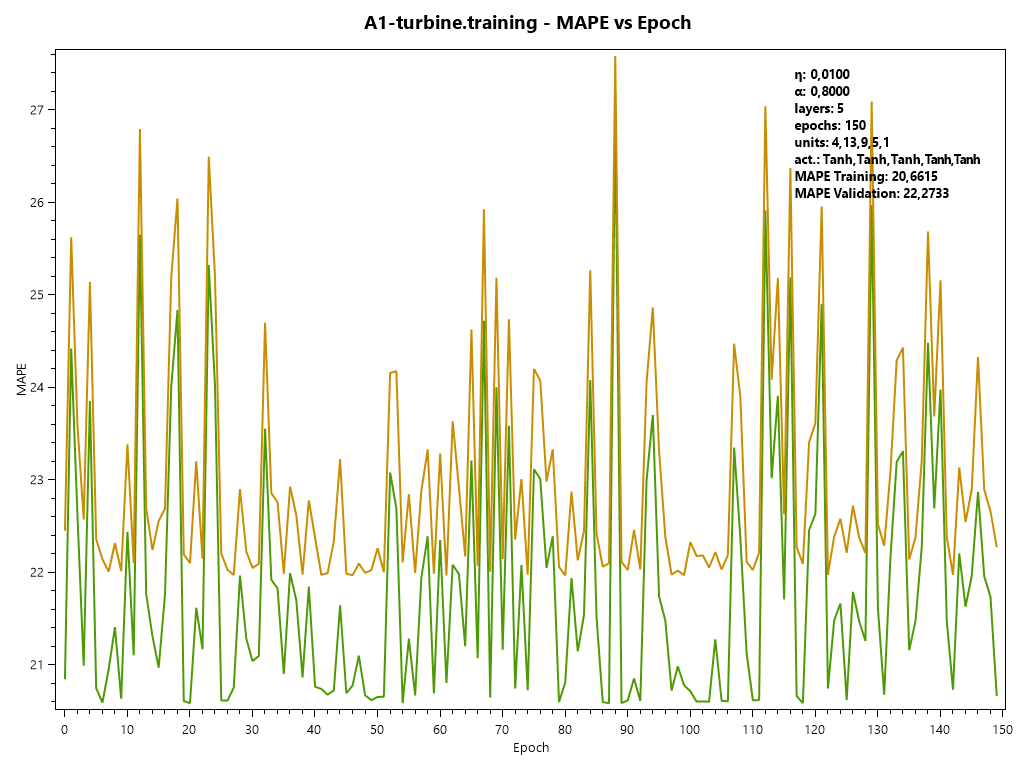 A1-turbine.training - MAPE vs Epoch
η: 0,0100
α: 0,8000
layers: 5
epochs: 150
units: 4,13,9,5,1
act.: Tanh,Tanh,Tanh,Tanh,Tanh
MAPE Training: 20,6615
MAPE Validation: 22,2733
27
26
25
24
23
22
21
MAPE
0 10 20 30 40 50 60 70 80 90 100 110 120 130 140 150
Epoch